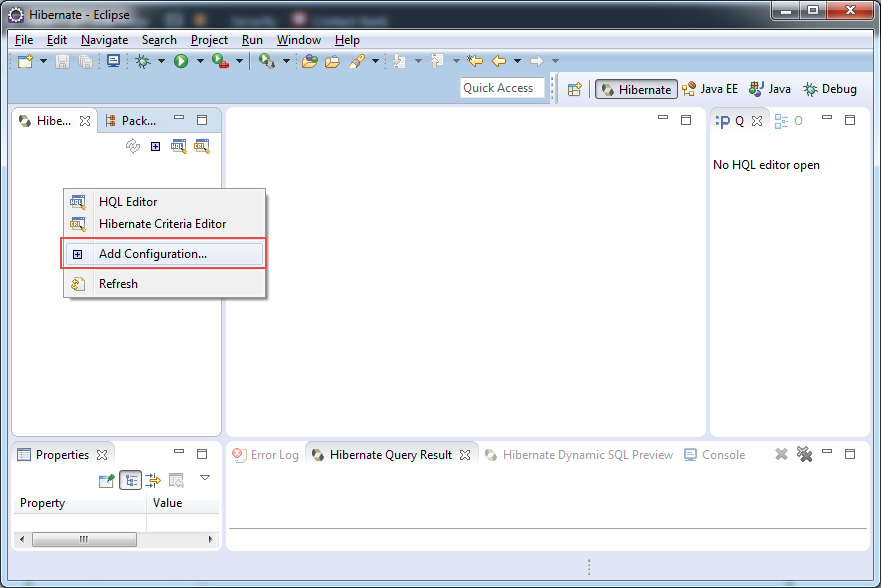 Hibernate - Eclipse
File Edit Navigate Search Project Run Window Help
Quick Access
Hibernate Java EE Java Debug
Hibe... Pack...
P Q O
No HQL editor open
HQL Editor
Hibernate Criteria Editor
Add Configuration...
Refresh
Properties
Error Log Hibernate Query Result Hibernate Dynamic SQL Preview Console
Property Value